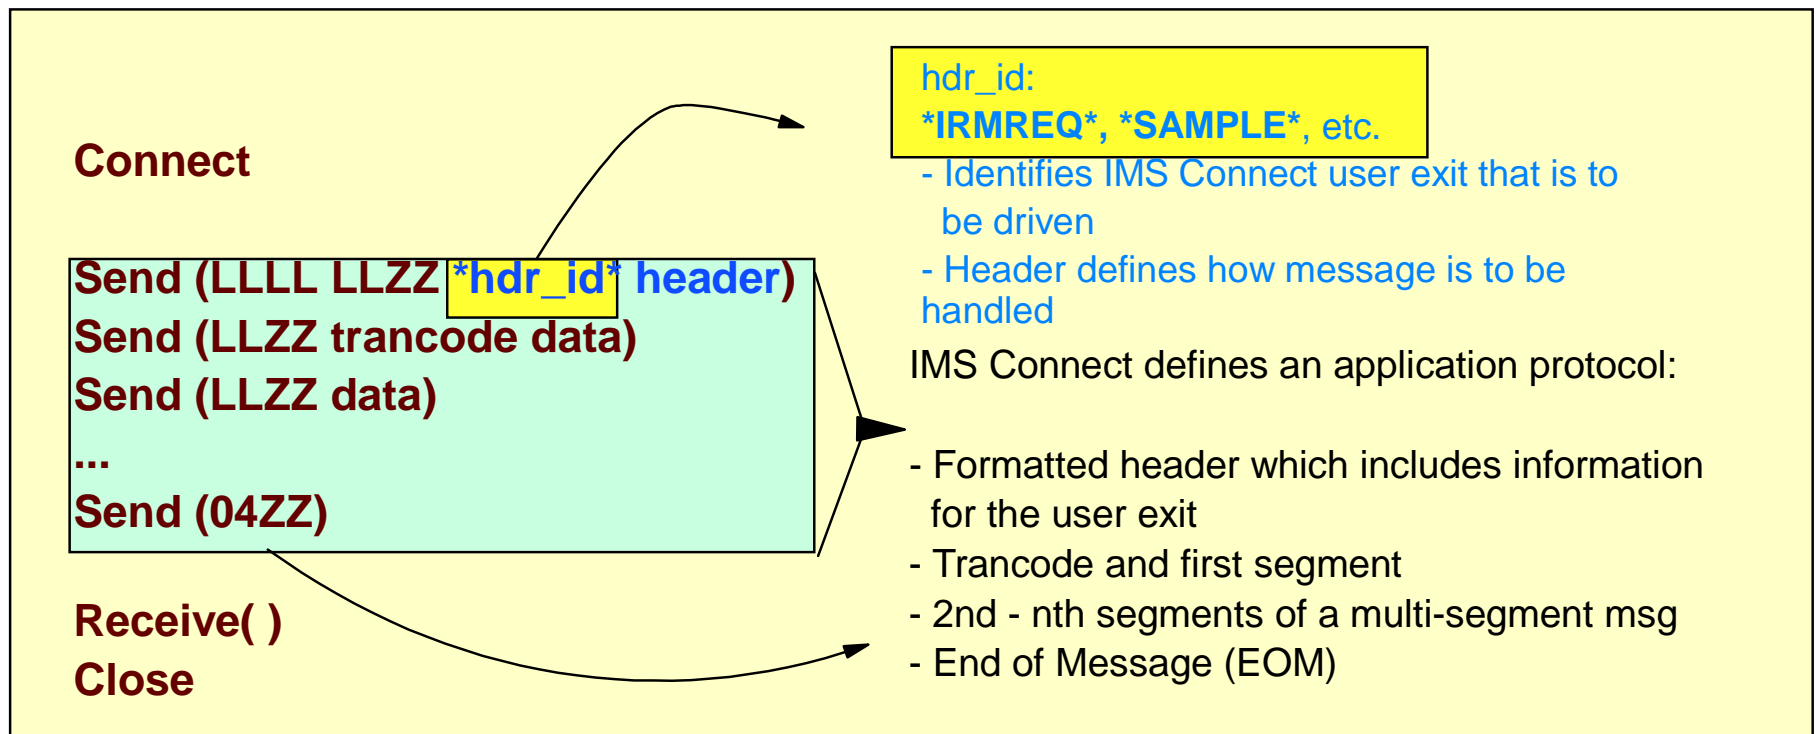 Connect
Send (LLLL LLZZ *hdr_id* header)
Send (LLZZ trancode data)
Send (LLZZ data)
...
Send (04ZZ)
Receive( )
Close
hdr_id:
*IRMREQ*, *SAMPLE*, etc.
- Identifies IMS Connect user exit that is to
be driven
- Header defines how message is to be
handled
IMS Connect defines an application protocol:
- Formatted header which includes information
for the user exit
- Trancode and first segment
- 2nd - nth segments of a multi-segment msg
- End of Message (EOM)